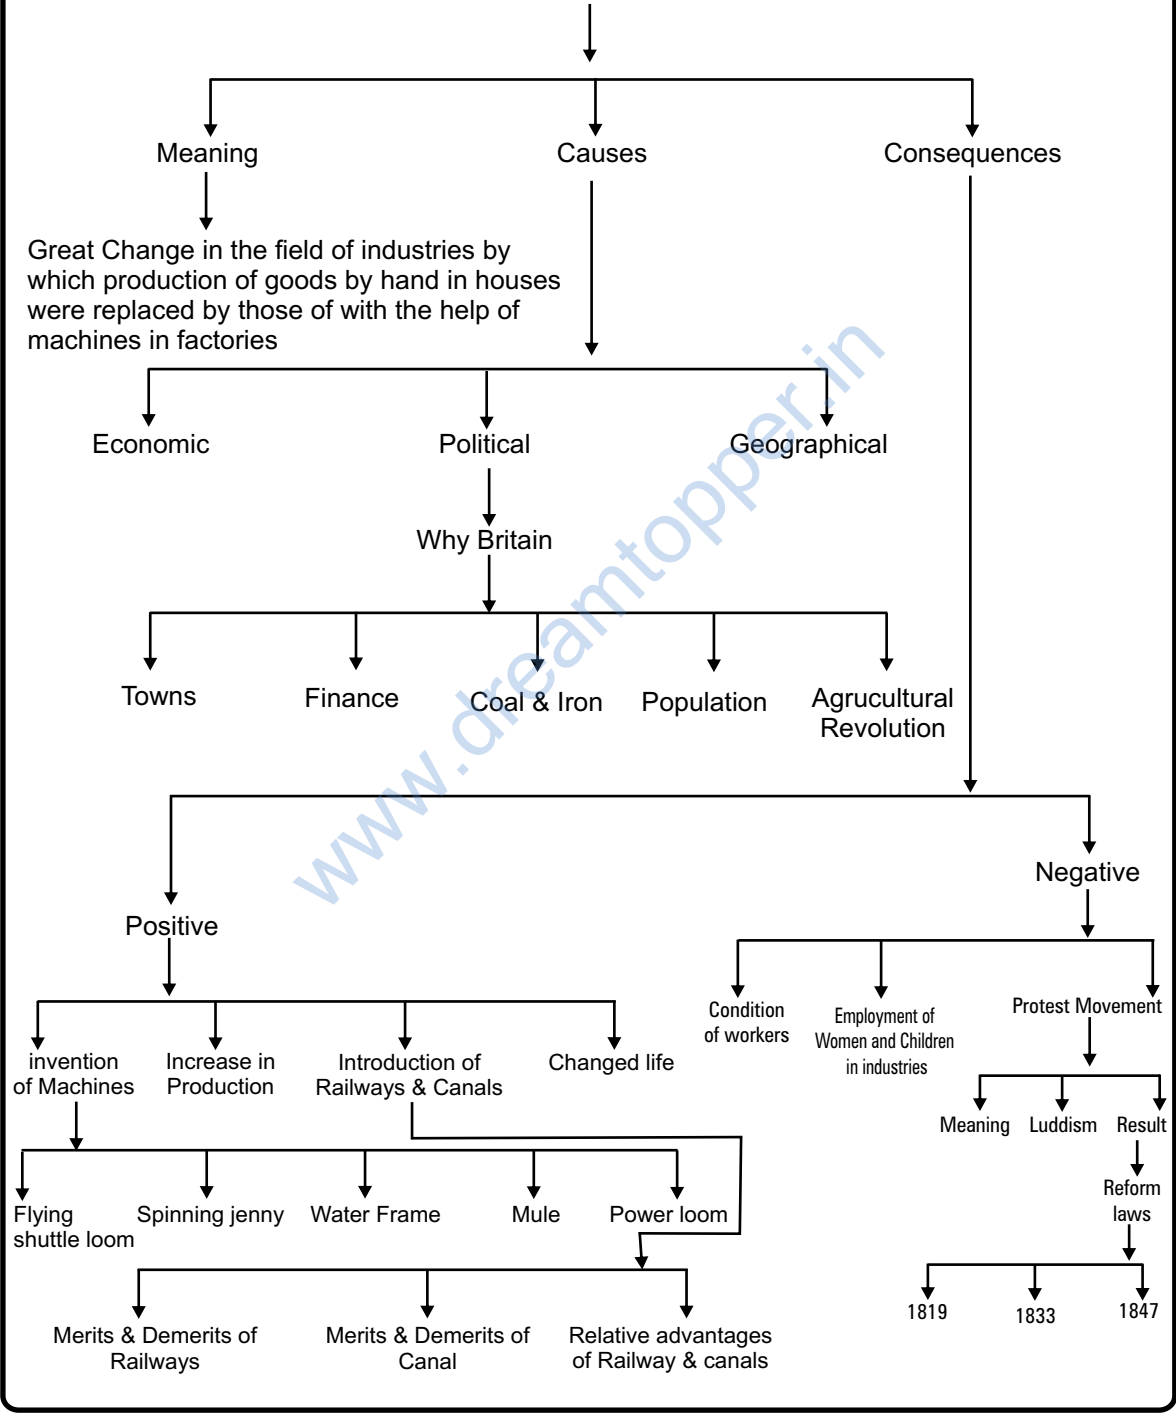 Meaning
Causes
Consequences
Great Change in the field of industries by
which production of goods by hand in houses
were replaced by those of with the help of
machines in factories
Economic
Political
Geographical
Why Britain
Towns
Finance
Coal & Iron
Population
Agrucultural
Revolution
www.dreamtopper.in
Positive
Negative
invention
of Machines
Increase in
Production
Introduction of
Railways & Canals
Changed life
Condition
of workers
Employment of
Women and Children
in industries
Protest Movement
Meaning
Luddism
Result
Reform
laws
1819
1833
1847
Flying
shuttle loom
Spinning jenny
Water Frame
Mule
Power loom
Merits & Demerits of
Railways
Merits & Demerits of
Canal
Relative advantages
of Railway & canals